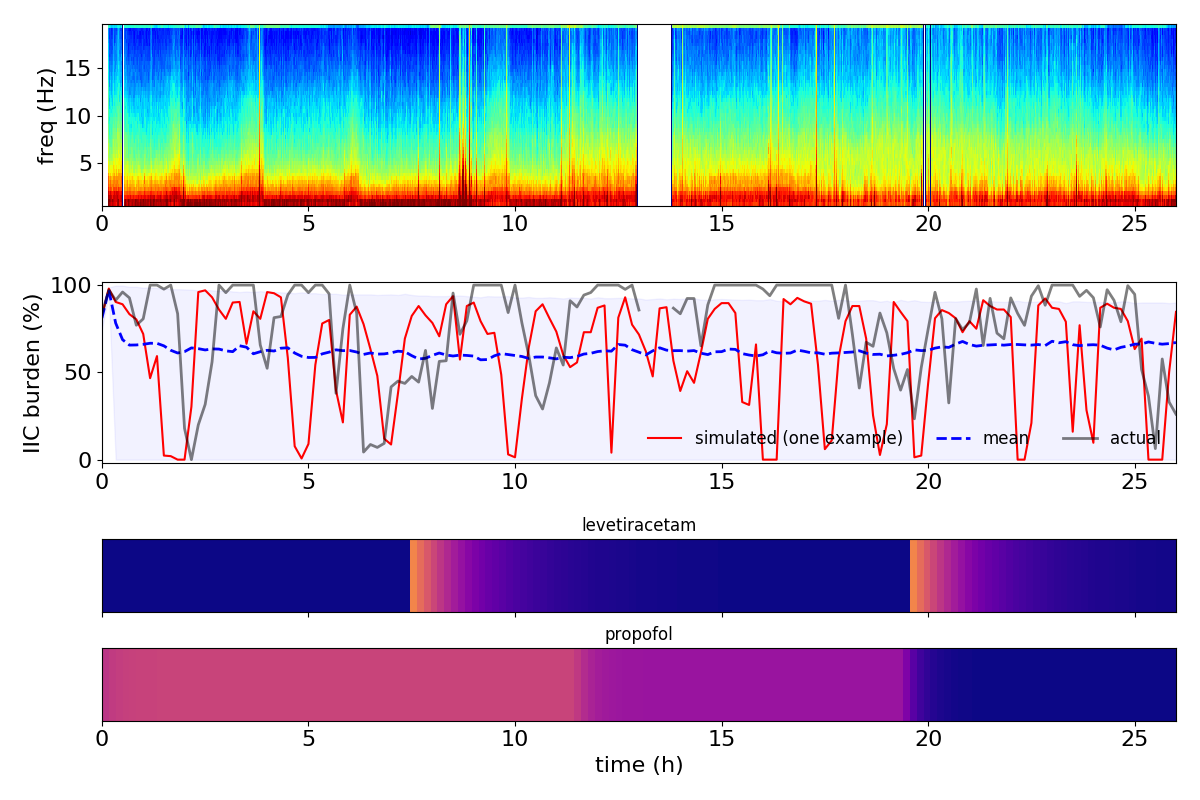 freq (Hz)
15
10
5
0 5 10 15 20 25
IIC burden (%)
100
50
0
simulated (one example) mean actual
0 5 10 15 20 25
levetiracetam
propofol
0 5 10 15 20 25
time (h)